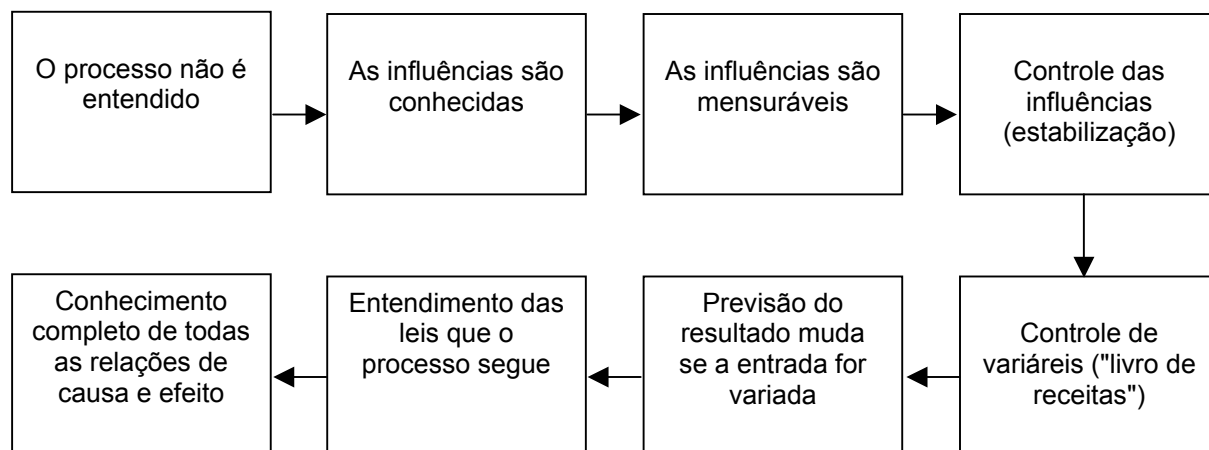 O processo não é
entendido
As influências são
conhecidas
As influências são
mensuráveis
Controle das
influências
(estabilização)
Controle de
variáreis ("livro de
receitas")
Previsão do
resultado muda
se a entrada for
variada
Entendimento das
leis que o
processo segue
Conhecimento
completo de todas
as relações de
causa e efeito